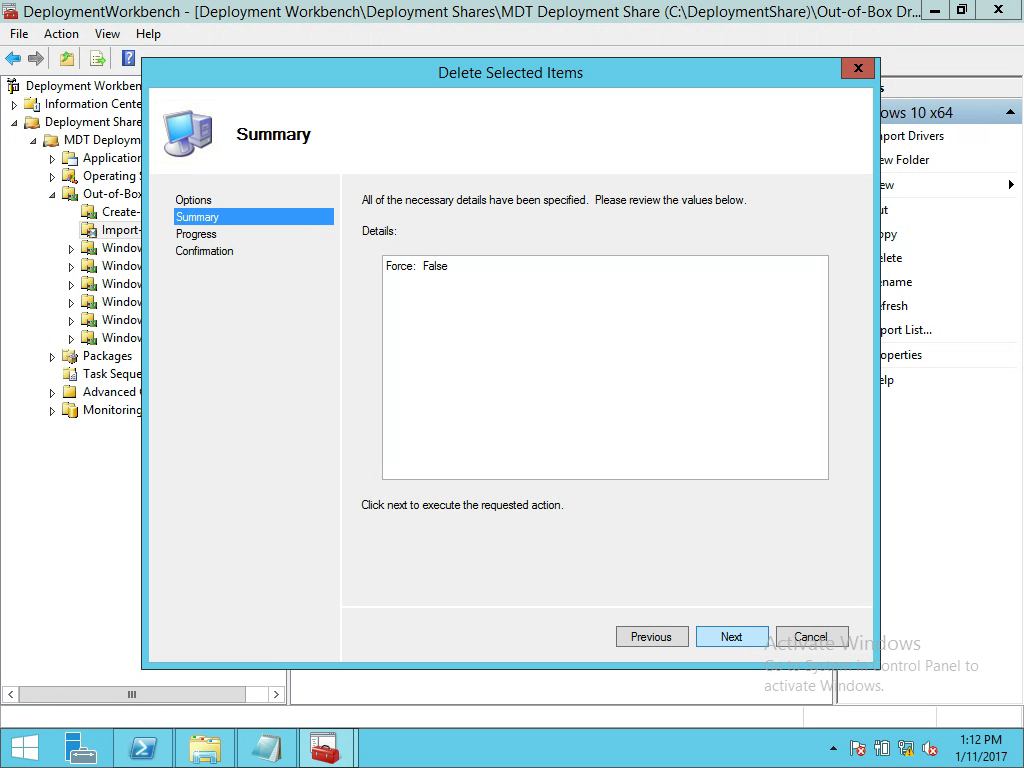 DeploymentWorkbench - [Deployment Workbench\Deployment Shares\MDT Deployment Share (C:\DeploymentShare)\Out-of-Box Dr...
File Action View Help
Delete Selected Items
Summary
Deployment Workben
Information Cente
Deployment Share
MDT Deploym
Application
Operating S
Out-of-Box
Create-
Import-
Window
Window
Window
Window
Window
Window
Packages
Task Seque
Advanced
Monitoring
Options
Summary
Progress
Confirmation
All of the necessary details have been specified. Please review the values below.
Details:
Force: False
Click next to execute the requested action.
Previous
Next
Cancel
s
ows 10 x64
port Drivers
ew Folder
ew
ut
opy
elete
ename
efresh
port List...
operties
elp
Activate Windows
Go to System in Control Panel to
activate Windows.
1:12 PM
1/11/2017